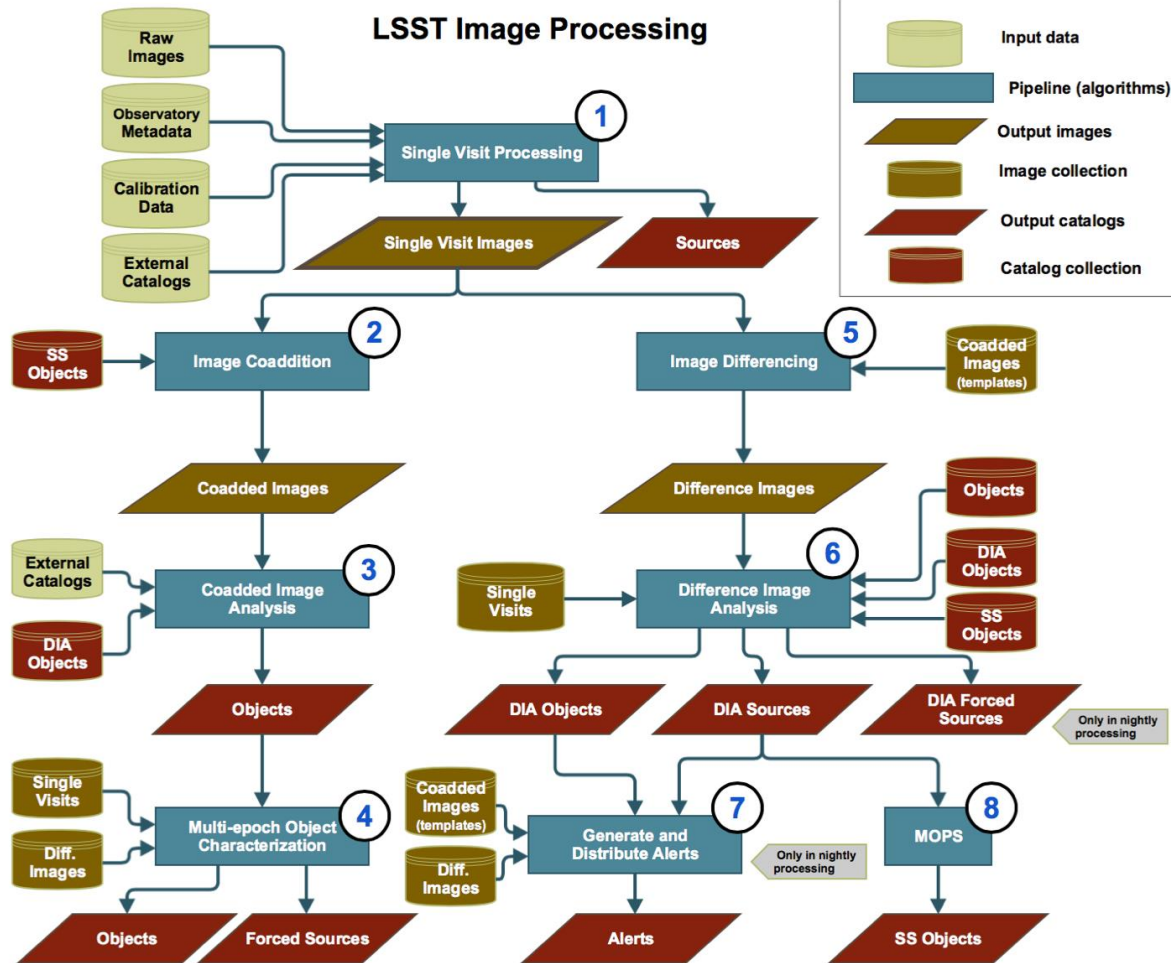 LSST Image Processing
Raw
Images
Observatory
Metadata
Calibration
Data
External
Catalogs
1
Single Visit Processing
Single Visit Images
Sources
Input data
Pipeline (algorithms)
Output images
Image collection
Output catalogs
Catalog collection
SS
Objects
2
Image Coaddition
5
Image Differencing
Coadded
Images
(templates)
Coadded Images
Difference Images
Objects
DIA
Objects
SS
Objects
External
Catalogs
DIA
Objects
3
Coadded Image
Analysis
Single
Visits
6
Difference Image
Analysis
Objects
DIA Objects
DIA Sources
DIA Forced
Sources
Only in nightly
processing
Single
Visits
Diff.
Images
4
Multi-epoch Object
Characterization
Coadded
Images
(templates)
Diff.
Images
7
Generate and
Distribute Alerts
Only in nightly
processing
8
MOPS
Objects
Forced Sources
Alerts
SS Objects